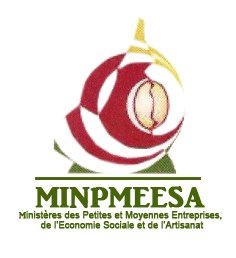 MINPMEESA
Ministères des Petites et Moyennes Entreprises,
de l'Economie Sociale et de l'Artisanat